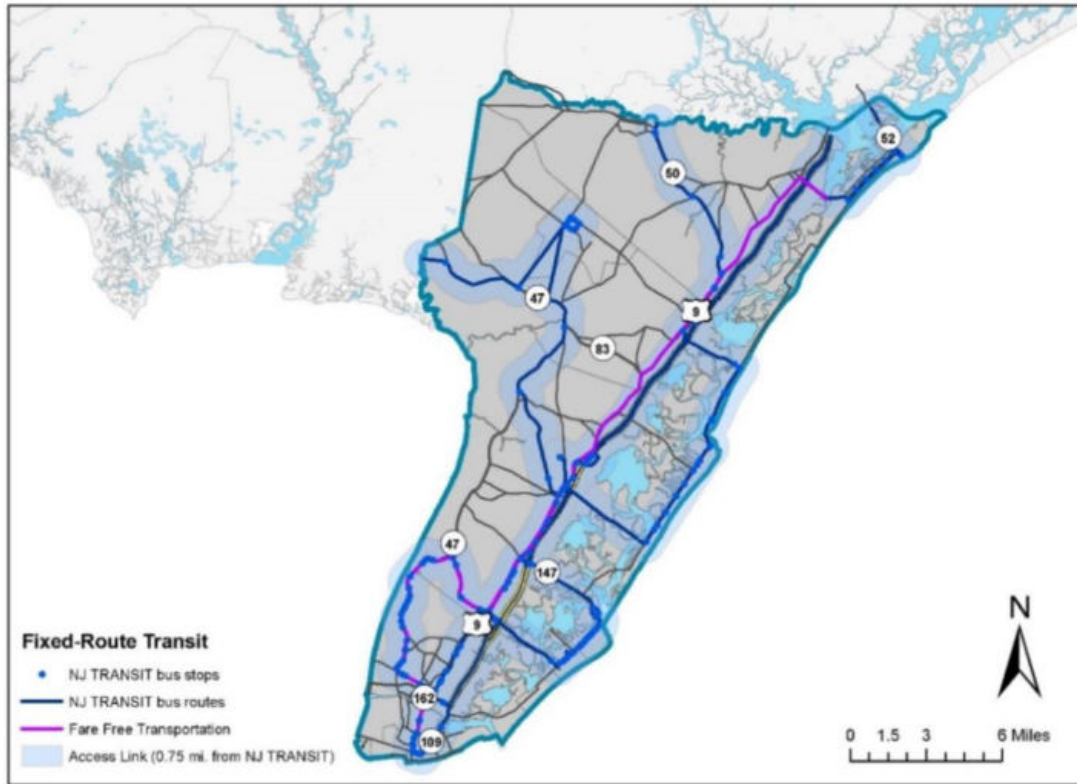 52
50
47
9
83
47
147
9
162
109
Fixed-Route Transit
NJ TRANSIT bus stops
NJ TRANSIT bus routes
Fare Free Transportation
Access Link (0.75 mi. from NJ TRANSIT)
N
0 1.5 3 6 Miles